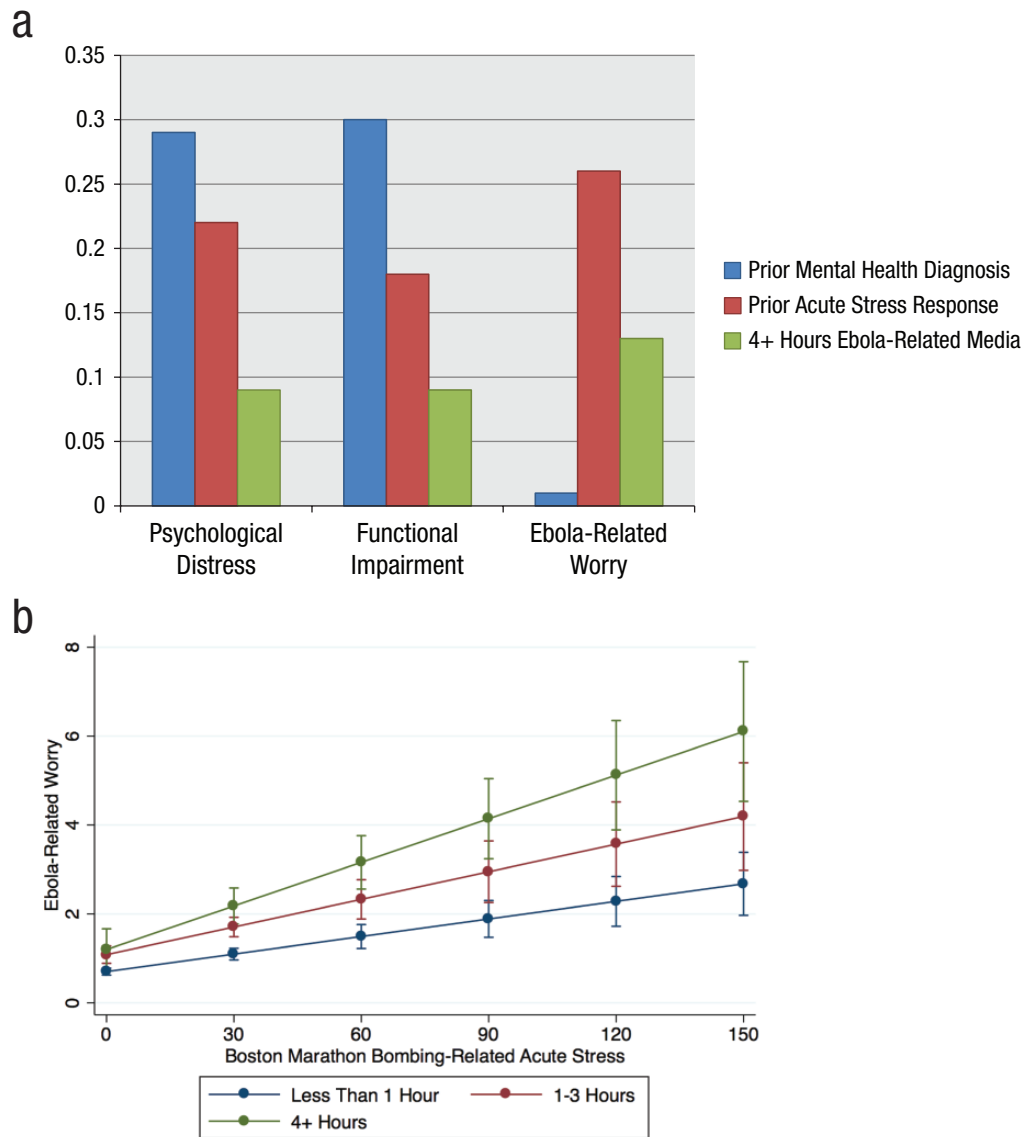 a
0.35
0.3
0.25
0.2
0.15
0.1
0.05
0
Psychological
Distress
Functional
Impairment
Ebola-Related
Worry
Prior Mental Health Diagnosis
Prior Acute Stress Response
4+ Hours Ebola-Related Media
b
Ebola-Related Worry
8
6
4
2
0
0 30 60 90 120 150
Boston Marathon Bombing-Related Acute Stress
Less Than 1 Hour 1-3 Hours
4+ Hours